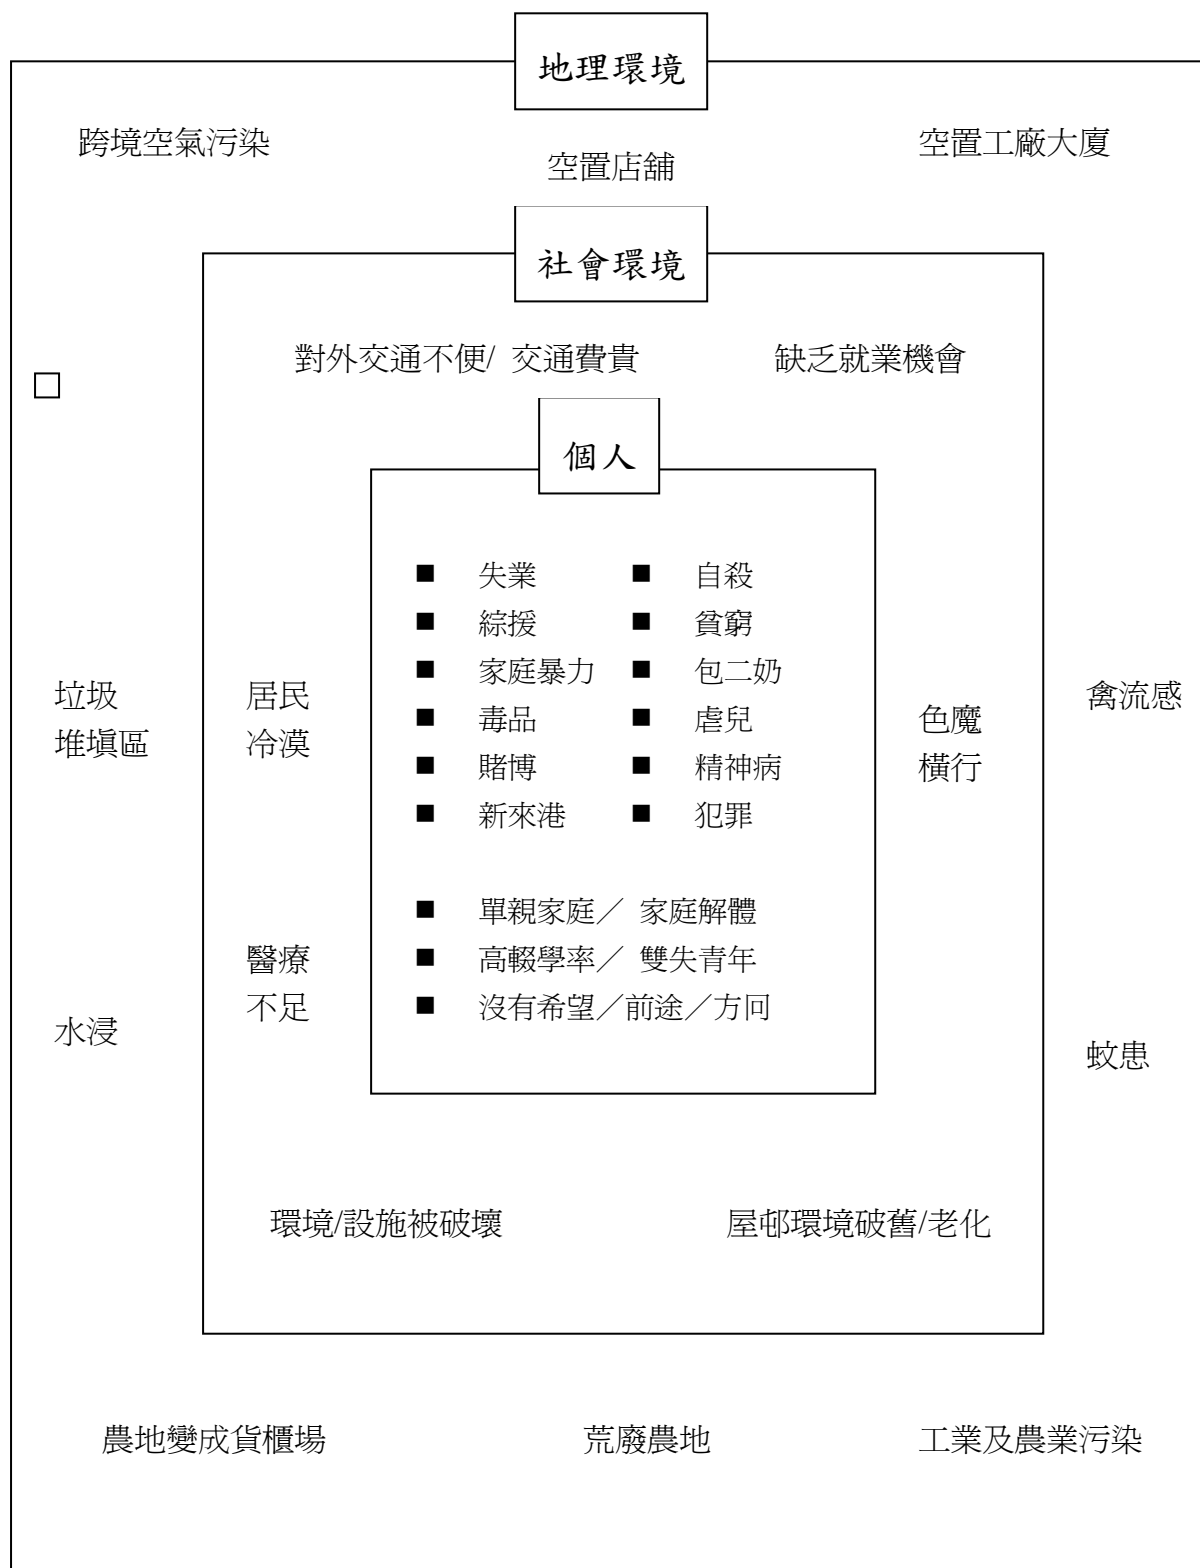 地理環境
跨境空氣污染
空置店舖
空置工廠大廈
社會環境
對外交通不便/ 交通費貴
缺乏就業機會
□
個人
■ 失業 ■ 自殺
■ 綜援 ■ 貧窮
■ 家庭暴力 ■ 包二奶
■ 毒品 ■ 虐兒
■ 賭博 ■ 精神病
■ 新來港 ■ 犯罪
■ 單親家庭／ 家庭解體
■ 高輟學率／ 雙失青年
■ 沒有希望／前途／方向
垃圾
堆填區
居民
冷漠
色魔
橫行
禽流感
醫療
不足
水浸
蚊患
環境/設施被破壞
屋邨環境破舊/老化
農地變成貨櫃場
荒廢農地
工業及農業污染